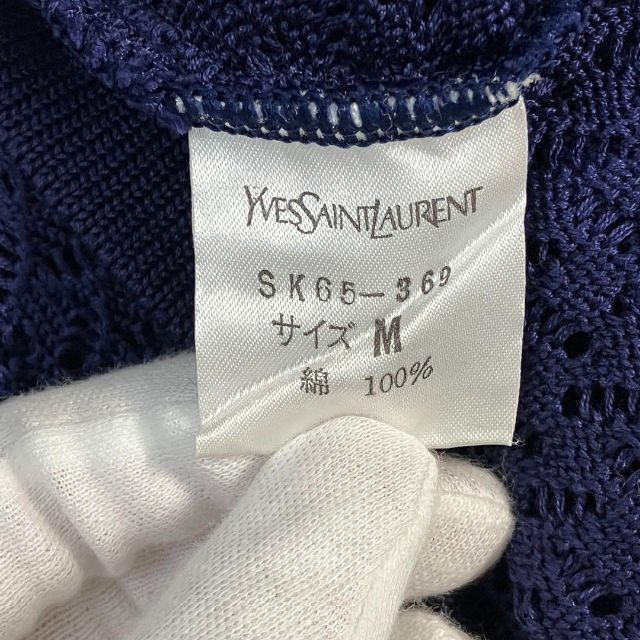 YVESSAINTLAURENT
SK65-369
サイズ M
綿 100%